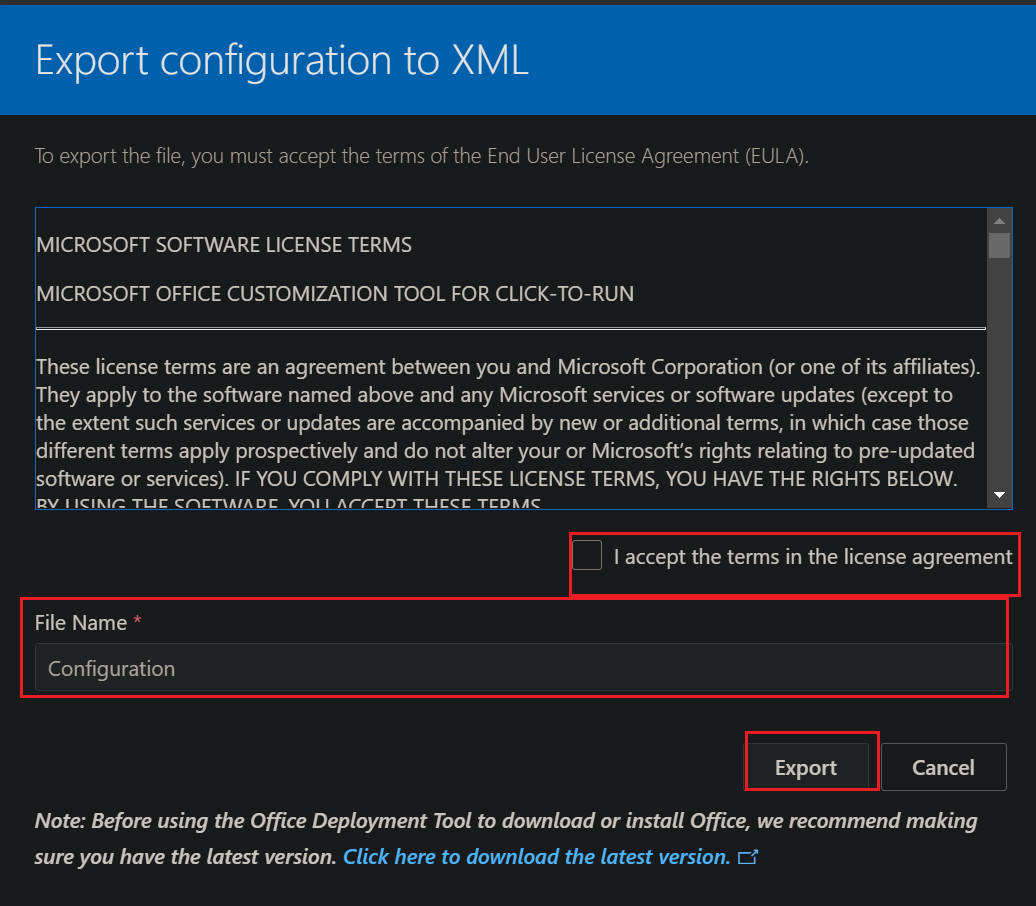 Export configuration to XML
To export the file, you must accept the terms of the End User License Agreement (EULA).
MICROSOFT SOFTWARE LICENSE TERMS
MICROSOFT OFFICE CUSTOMIZATION TOOL FOR CLICK-TO-RUN
These license terms are an agreement between you and Microsoft Corporation (or one of its affiliates).
They apply to the software named above and any Microsoft services or software updates (except to
the extent such services or updates are accompanied by new or additional terms, in which case those
different terms apply prospectively and do not alter your or Microsoft’s rights relating to pre-updated
software or services). IF YOU COMPLY WITH THESE LICENSE TERMS, YOU HAVE THE RIGHTS BELOW.
BY USING THE SOFTWARE, YOU ACCEPT THESE TERMS.
I accept the terms in the license agreement
File Name *
Configuration
Export
Cancel
Note: Before using the Office Deployment Tool to download or install Office, we recommend making
sure you have the latest version. Click here to download the latest version.